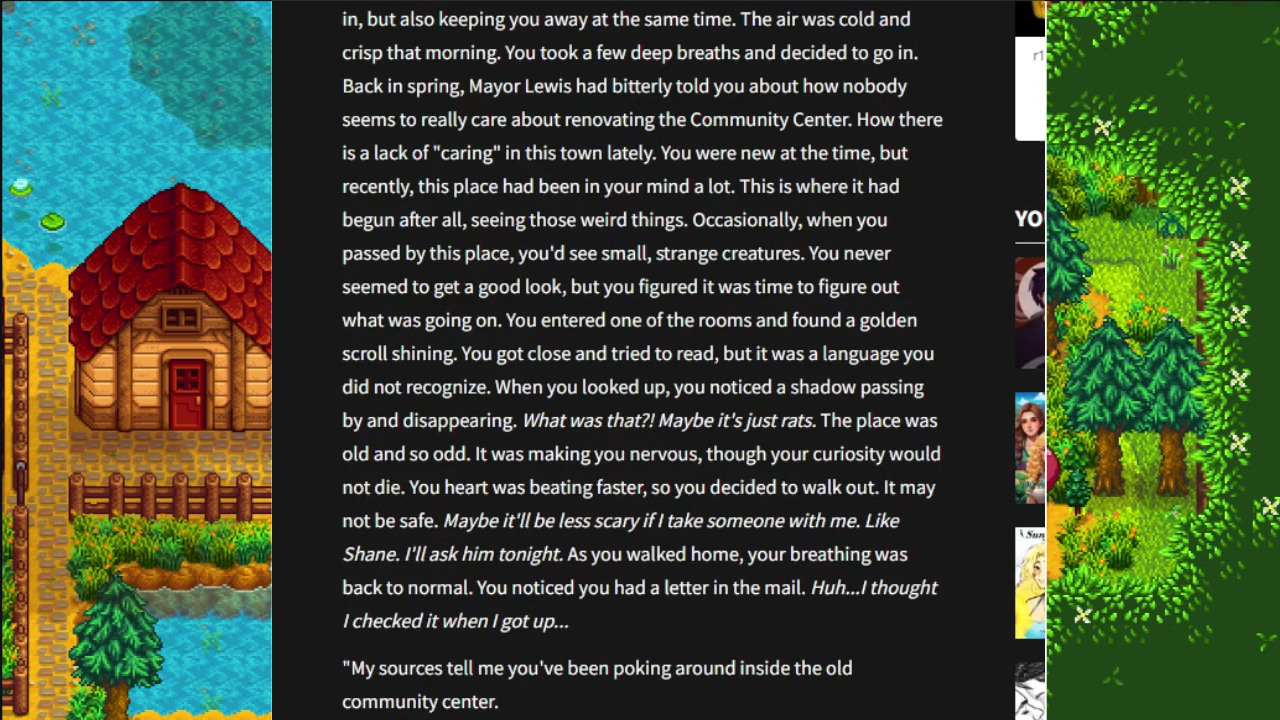 in, but also keeping you away at the same time. The air was cold and
crisp that morning. You took a few deep breaths and decided to go in.
Back in spring, Mayor Lewis had bitterly told you about how nobody
seems to really care about renovating the Community Center. How there
is a lack of "caring" in this town lately. You were new at the time, but
recently, this place had been in your mind a lot. This is where it had
begun after all, seeing those weird things. Occasionally, when you
passed by this place, you'd see small, strange creatures. You never
seemed to get a good look, but you figured it was time to figure out
what was going on. You entered one of the rooms and found a golden
scroll shining. You got close and tried to read, but it was a language you
did not recognize. When you looked up, you noticed a shadow passing
by and disappearing. What was that?! Maybe it's just rats. The place was
old and so odd. It was making you nervous, though your curiosity would
not die. You heart was beating faster, so you decided to walk out. It may
not be safe. Maybe it'll be less scary if I take someone with me. Like
Shane. I'll ask him tonight. As you walked home, your breathing was
back to normal. You noticed you had a letter in the mail. Huh...I thought
I checked it when I got up...
"My sources tell me you've been poking around inside the old
community center.
r1
YO